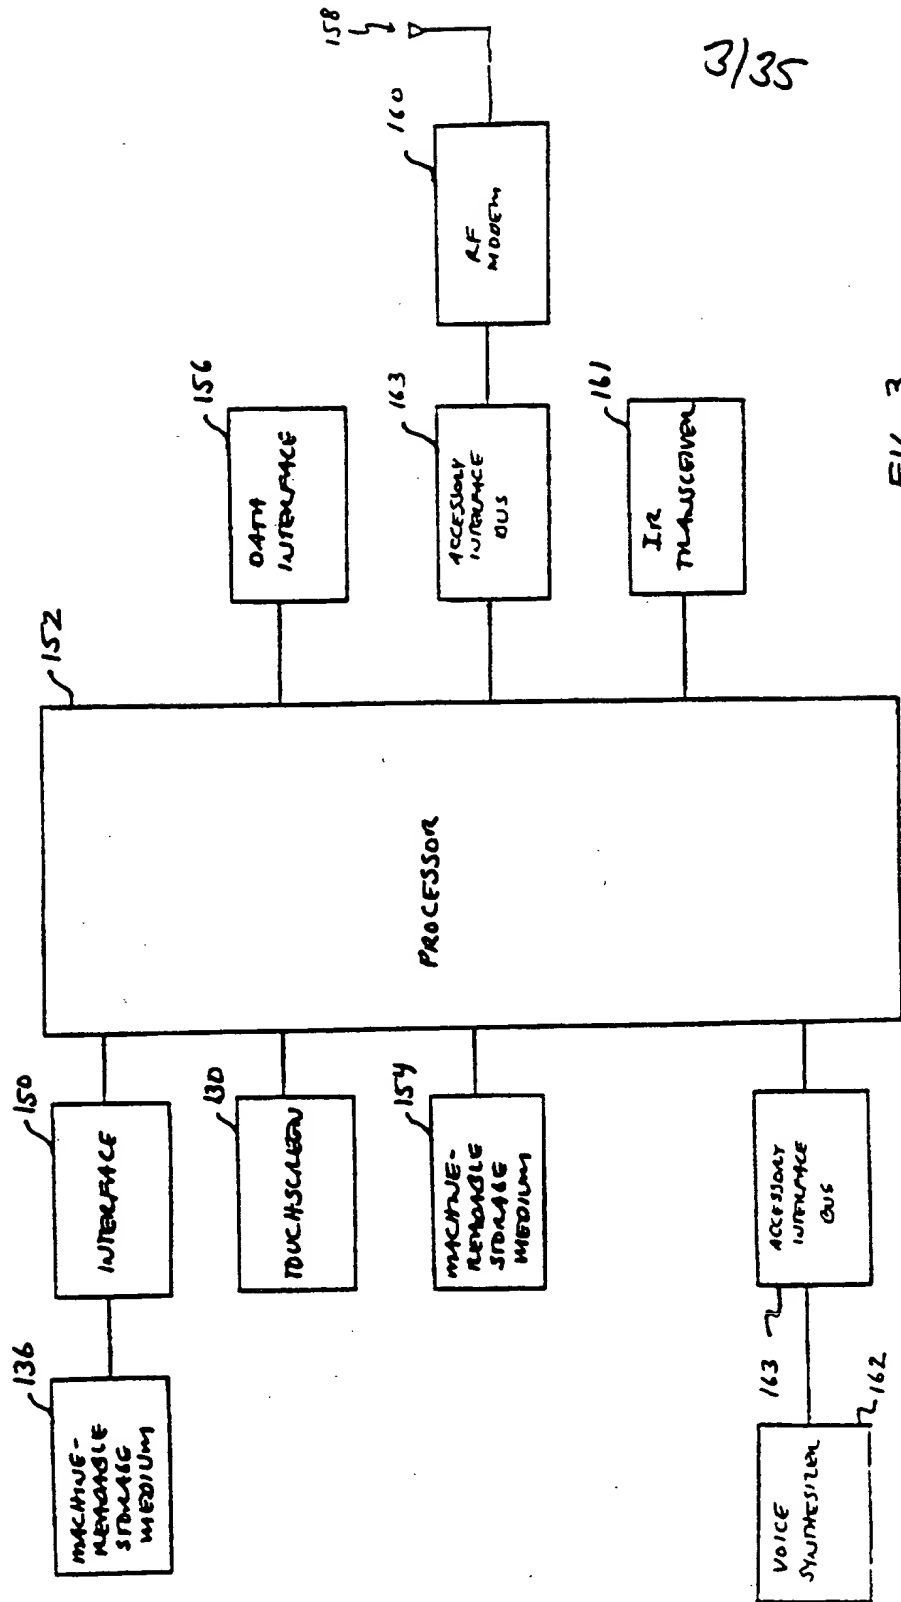 3/35
158
160
RF
MODEM
156
DATA
INTERFACE
163
ACCESSORY
INTERFACE
BUS
161
IR
TRANSCEIVER
152
PROCESSOR
150
INTERFACE
130
TOUCHSCREEN
154
MACHINE-
READABLE
STORAGE
MEDIUM
163
ACCESSORY
INTERFACE
BUS
136
MACHINE-
READABLE
STORAGE
MEDIUM
162
VOICE
SYNTHESIZER